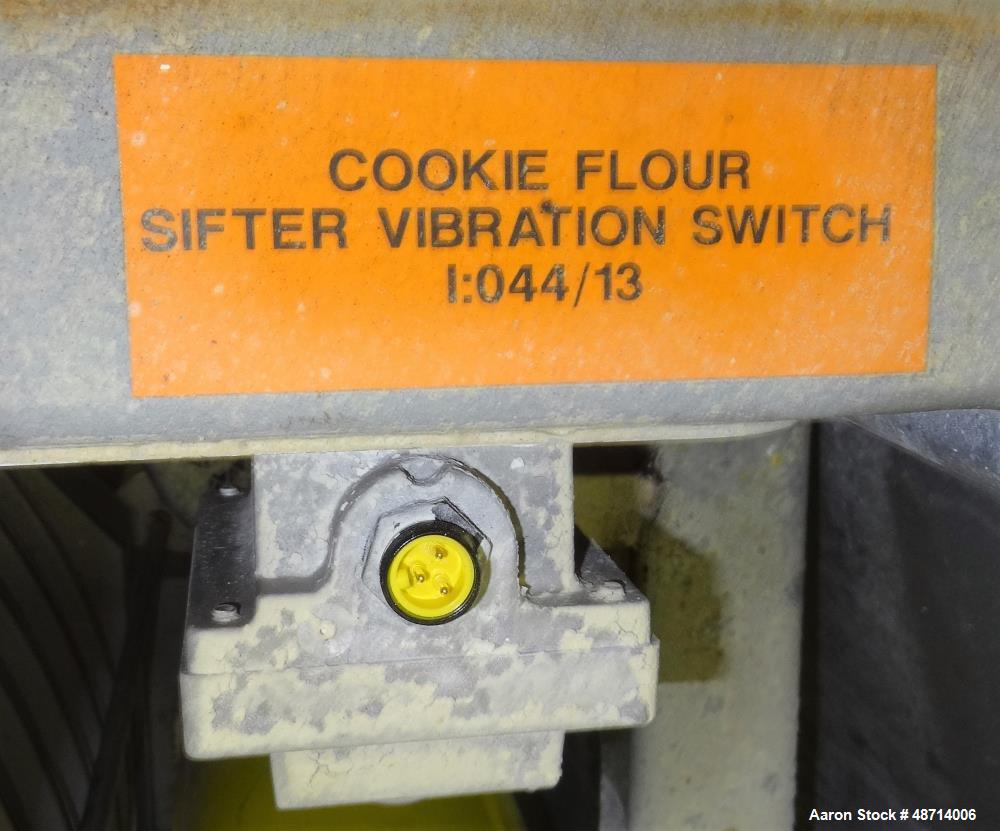 COOKIE FLOUR
SIFTER VIBRATION SWITCH
I:044/13
Aaron Stock # 48714006